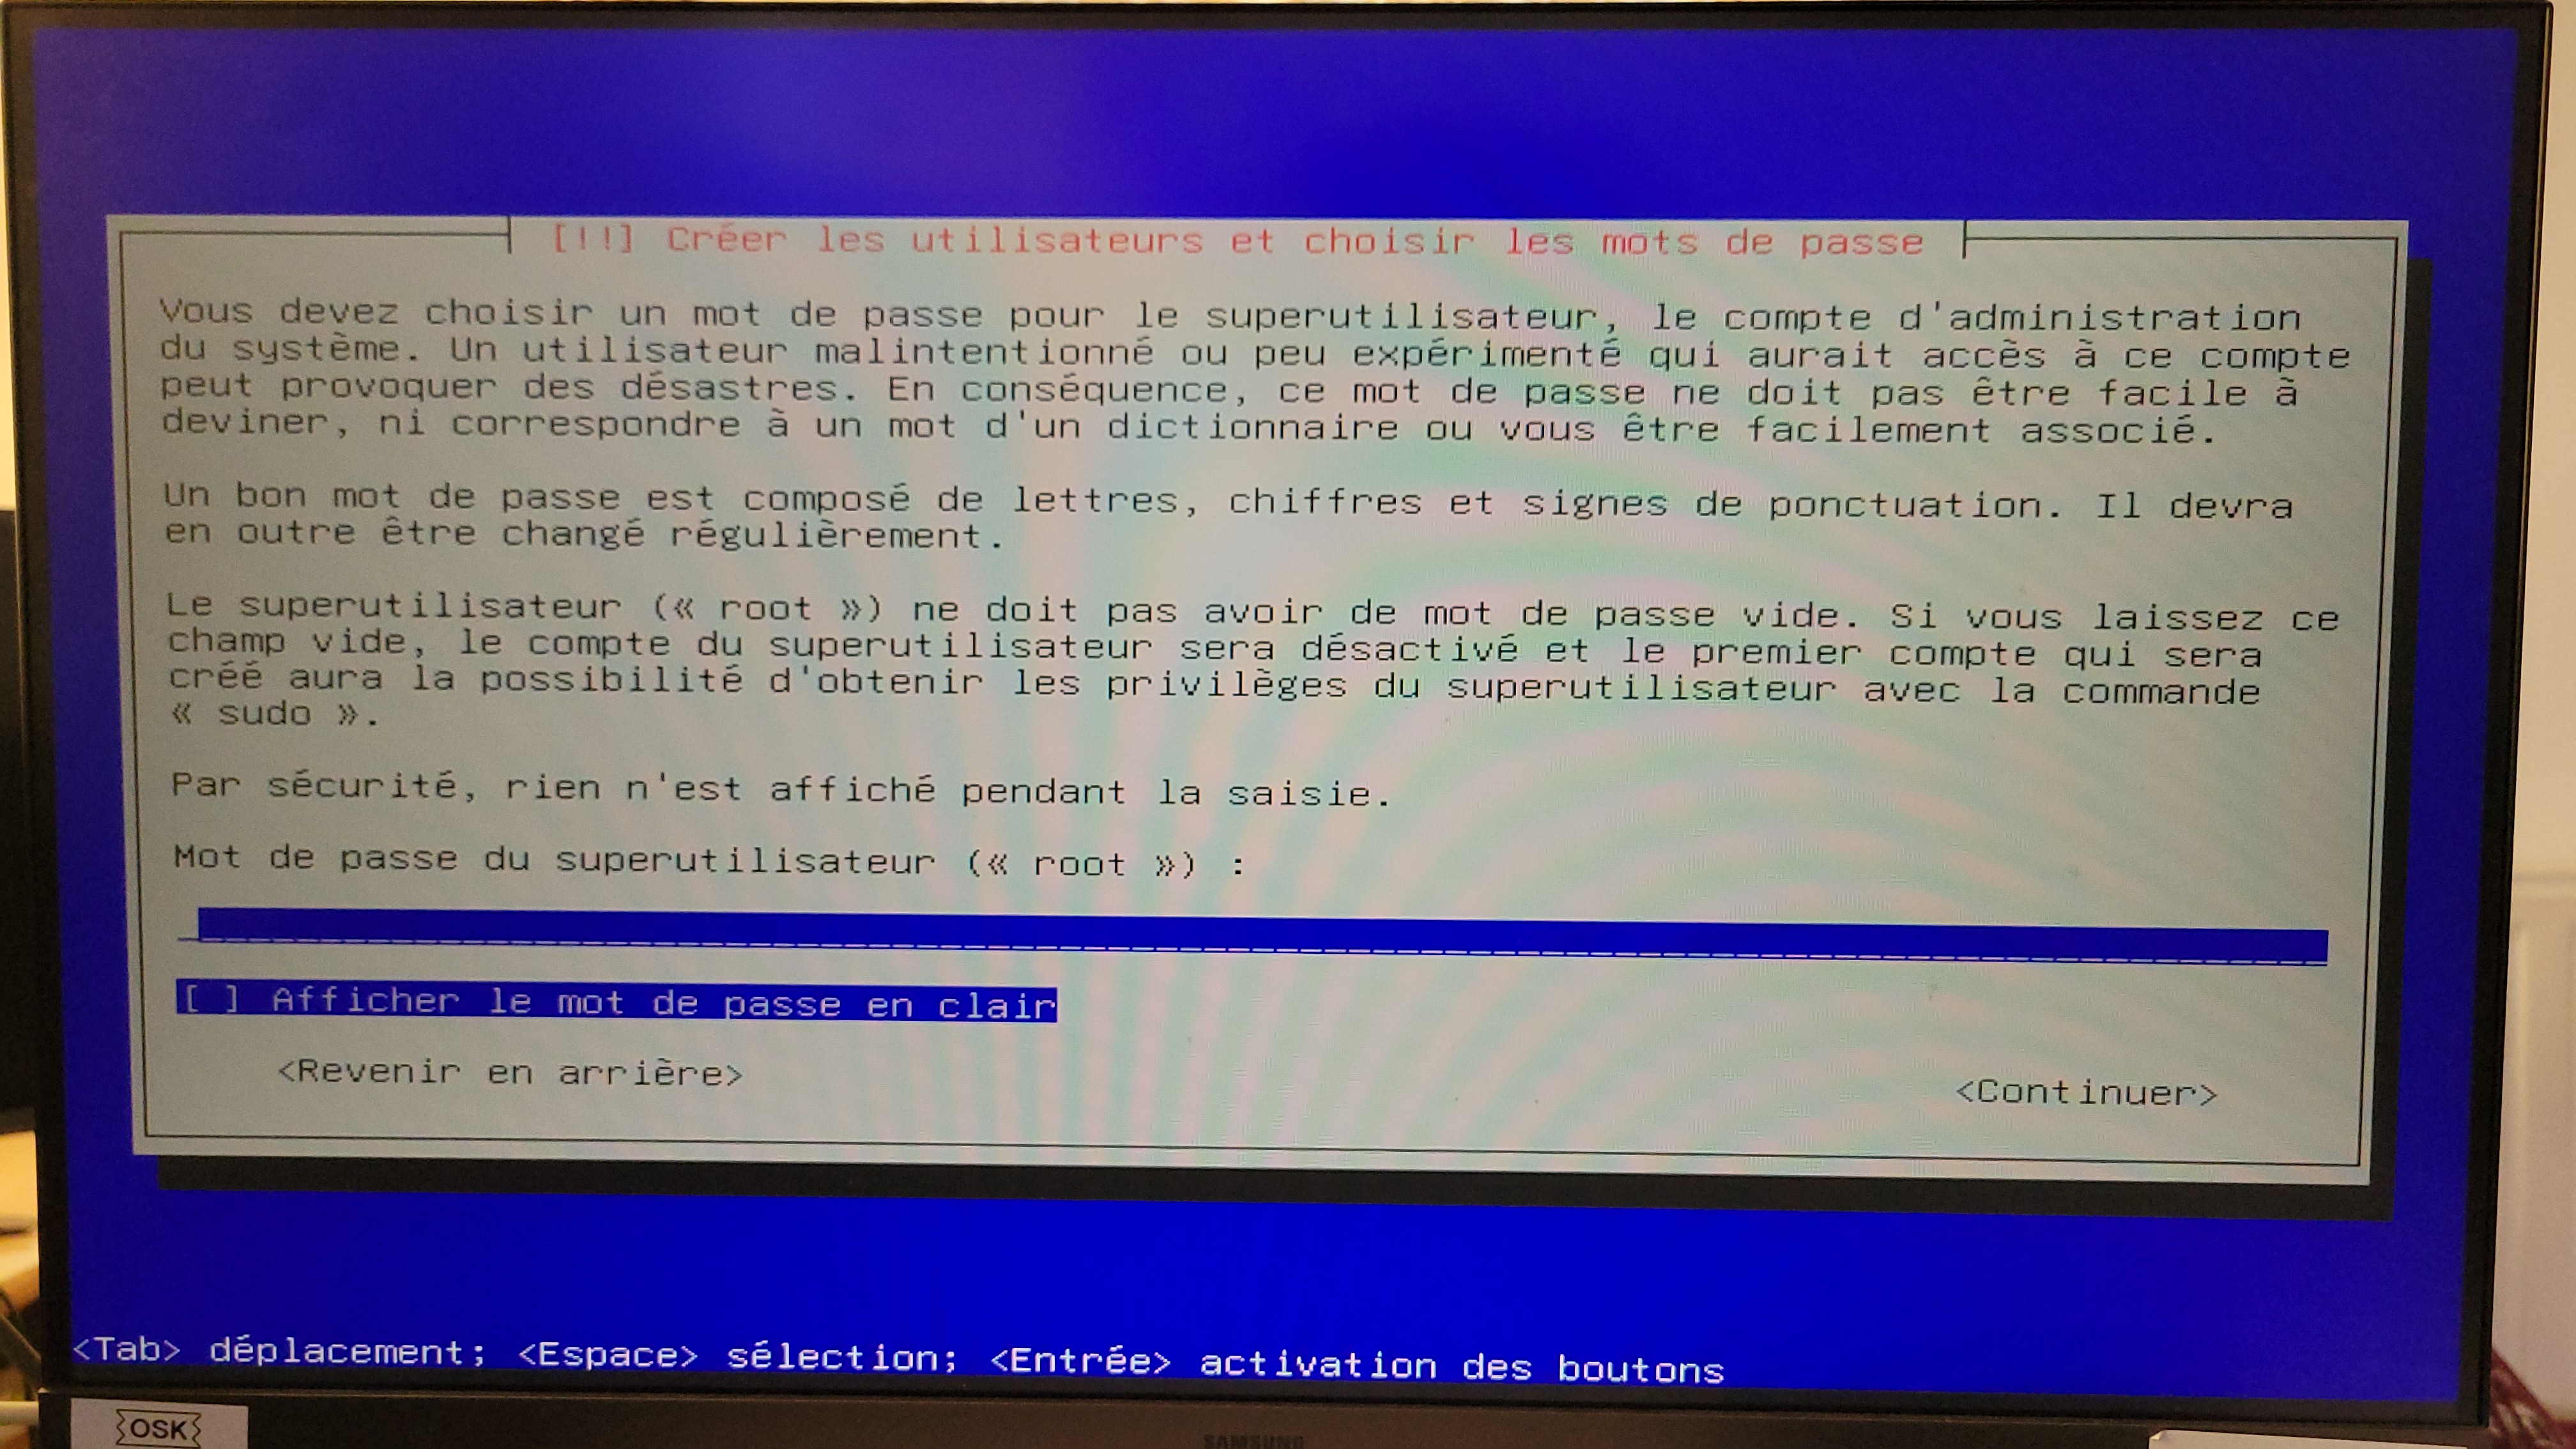 [!!] Créer les utilisateurs et choisir les mots de passe
Vous devez choisir un mot de passe pour le superutilisateur, le compte d'administration
du système. Un utilisateur malintentionné ou peu expérimenté qui aurait accès à ce compte
peut provoquer des désastres. En conséquence, ce mot de passe ne doit pas être facile à
deviner, ni correspondre à un mot d'un dictionnaire ou vous être facilement associé.
Un bon mot de passe est composé de lettres, chiffres et signes de ponctuation. Il devra
en outre être changé régulièrement.
Le superutilisateur (« root ») ne doit pas avoir de mot de passe vide. Si vous laissez ce
champ vide, le compte du superutilisateur sera désactivé et le premier compte qui sera
créé aura la possibilité d'obtenir les privilèges du superutilisateur avec la commande
« sudo ».
Par sécurité, rien n'est affiché pendant la saisie.
Mot de passe du superutilisateur (« root ») :
[ ] Afficher le mot de passe en clair
<Revenir en arrière>
<Continuer>
<Tab> déplacement; <Espace> sélection; <Entrée> activation des boutons
OSK
SAMSUNG